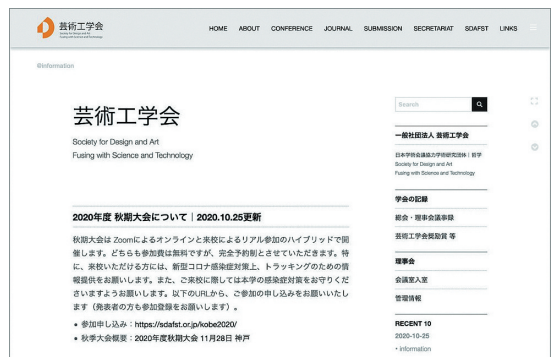 芸術工学会
Society for Design and Art
Fusing with Science and Technology
HOME ABOUT CONFERENCE JOURNAL SUBMISSION SECRETARIAT SDAFST LINKS
@Information
芸術工学会
Society for Design and Art
Fusing with Science and Technology
2020年度 秋期大会について｜2020.10.25更新
秋期大会は Zoomによるオンラインと来校によるリアル参加のハイブリッドで開
催します。どちらも参加費は無料ですが、完全予約制とさせていただきます。特
に、来校いただける方には、新型コロナ感染症対策上、トラッキングのための情
報提供をお願いします。また、ご来校に際しては本学の感染症対策をお守りくだ
さいますようお願いします。以下のURLから、ご参加の申し込みをお願いいたし
ます（発表者の方も参加登録をお願いします）。
• 参加申し込み：https://sdafst.or.jp/kobe2020/
• 秋季大会概要：2020年度秋期大会 11月28日 神戸
Search
一般社団法人 芸術工学会
日本学術会議協力学術研究団体｜哲学
Society for Design and Art
Fusing with Science and Technology
学会の記録
総会・理事会議事録
芸術工学会奨励賞 等
理事会
会議室入室
管理情報
RECENT 10
2020-10-25
• information